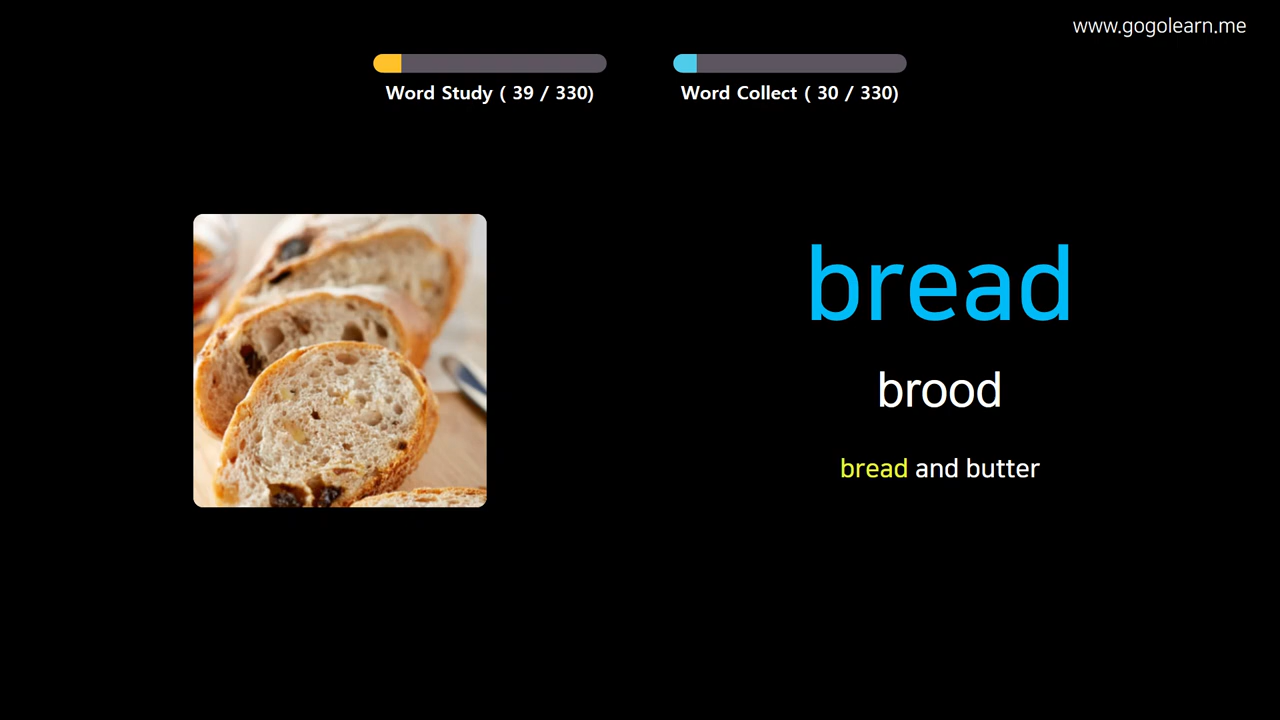 www.gogolearn.me
Word Study ( 39 / 330)
Word Collect ( 30 / 330)
bread
brood
bread and butter